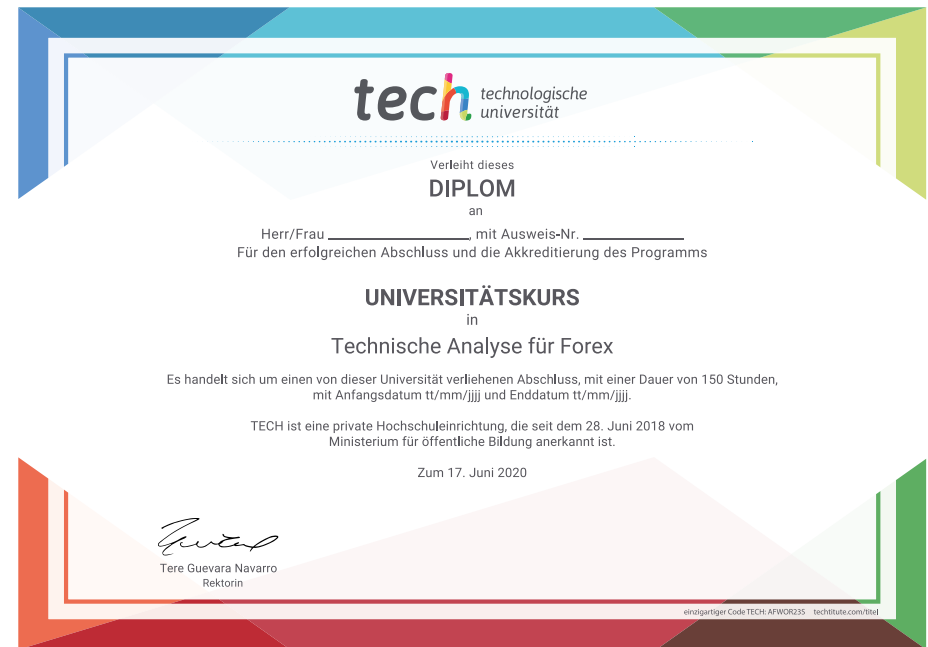 tech technologische
universität
Verleiht dieses
DIPLOM
an
Herr/Frau ____________________, mit Ausweis-Nr. ______________
Für den erfolgreichen Abschluss und die Akkreditierung des Programms
UNIVERSITÄTSKURS
in
Technische Analyse für Forex
Es handelt sich um einen von dieser Universität verliehenen Abschluss, mit einer Dauer von 150 Stunden,
mit Anfangsdatum tt/mm/jjjj und Enddatum tt/mm/jjjj.
TECH ist eine private Hochschuleinrichtung, die seit dem 28. Juni 2018 vom
Ministerium für öffentliche Bildung anerkannt ist.
Zum 17. Juni 2020
Tere Guevara Navarro
Rektorin
einzigartiger Code TECH: AFWOR235 techtitute.com/titel